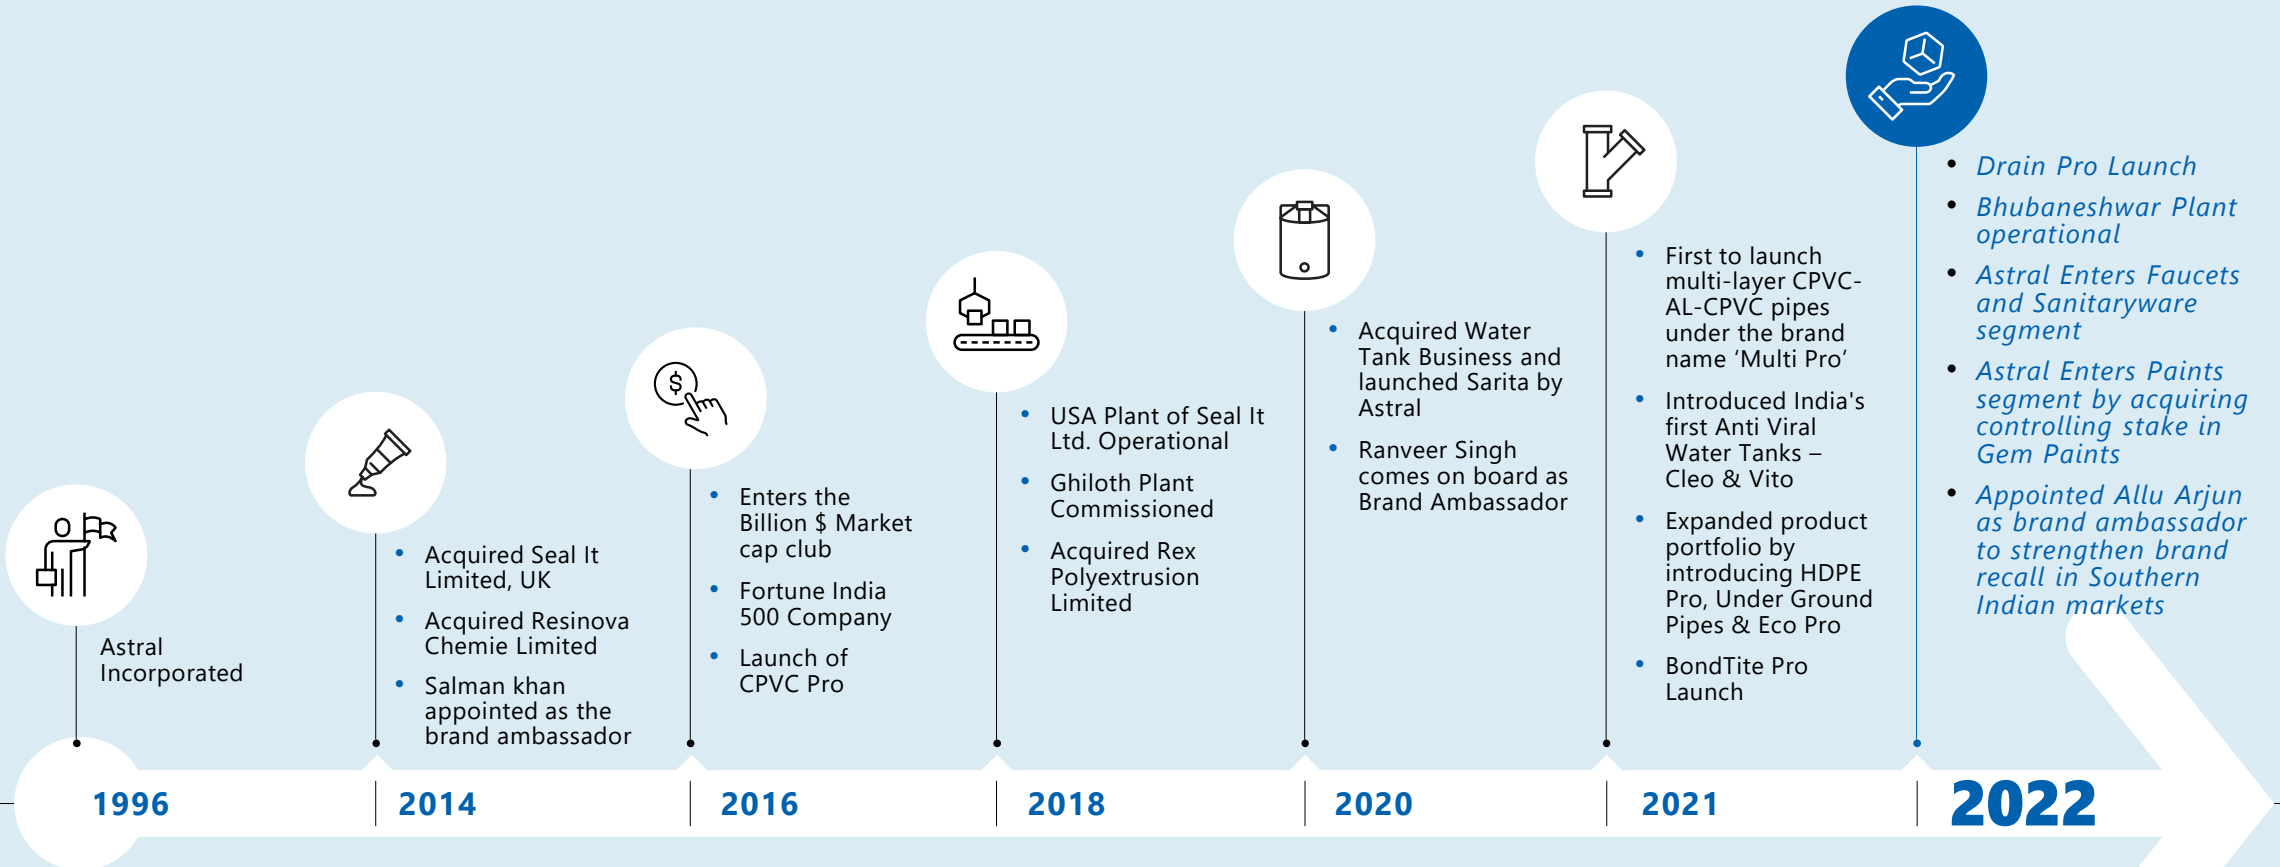 Astral
Incorporated
1996
• Acquired Seal It
Limited, UK
• Acquired Resinova
Chemie Limited
• Salman khan
appointed as the
brand ambassador
2014
• Enters the
Billion $ Market
cap club
• Fortune India
500 Company
• Launch of
CPVC Pro
2016
• USA Plant of Seal It
Ltd. Operational
• Ghiloth Plant
Commissioned
• Acquired Rex
Polyextrusion
Limited
2018
• Acquired Water
Tank Business and
launched Sarita by
Astral
• Ranveer Singh
comes on board as
Brand Ambassador
2020
• First to launch
multi-layer CPVC-
AL-CPVC pipes
under the brand
name ‘Multi Pro’
• Introduced India's
first Anti Viral
Water Tanks –
Cleo & Vito
• Expanded product
portfolio by
introducing HDPE
Pro, Under Ground
Pipes & Eco Pro
• BondTite Pro
Launch
2021
• Drain Pro Launch
• Bhubaneshwar Plant
operational
• Astral Enters Faucets
and Sanitaryware
segment
• Astral Enters Paints
segment by acquiring
controlling stake in
Gem Paints
• Appointed Allu Arjun
as brand ambassador
to strengthen brand
recall in Southern
Indian markets
2022